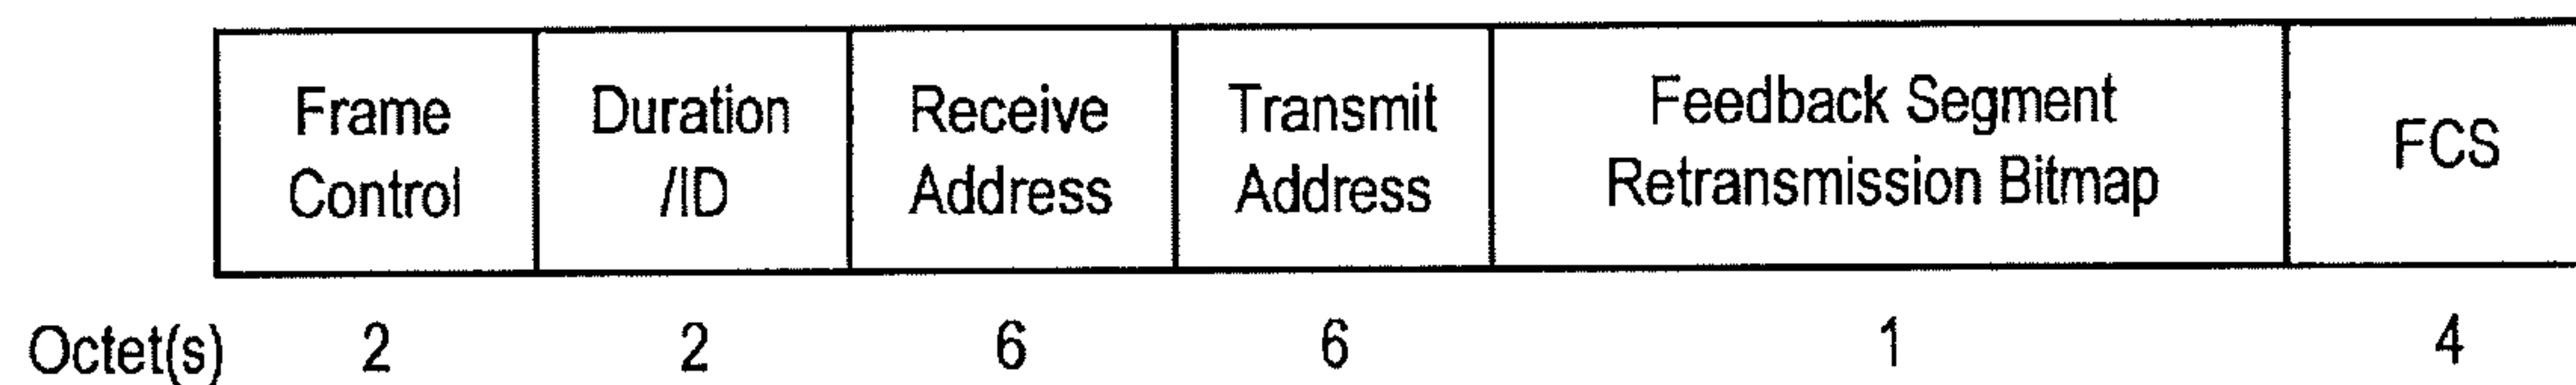 Frame
Control
Duration
/ID
Receive
Address
Transmit
Address
Feedback Segment
Retransmission Bitmap
FCS
Octet(s) 2 2 6 6 1 4